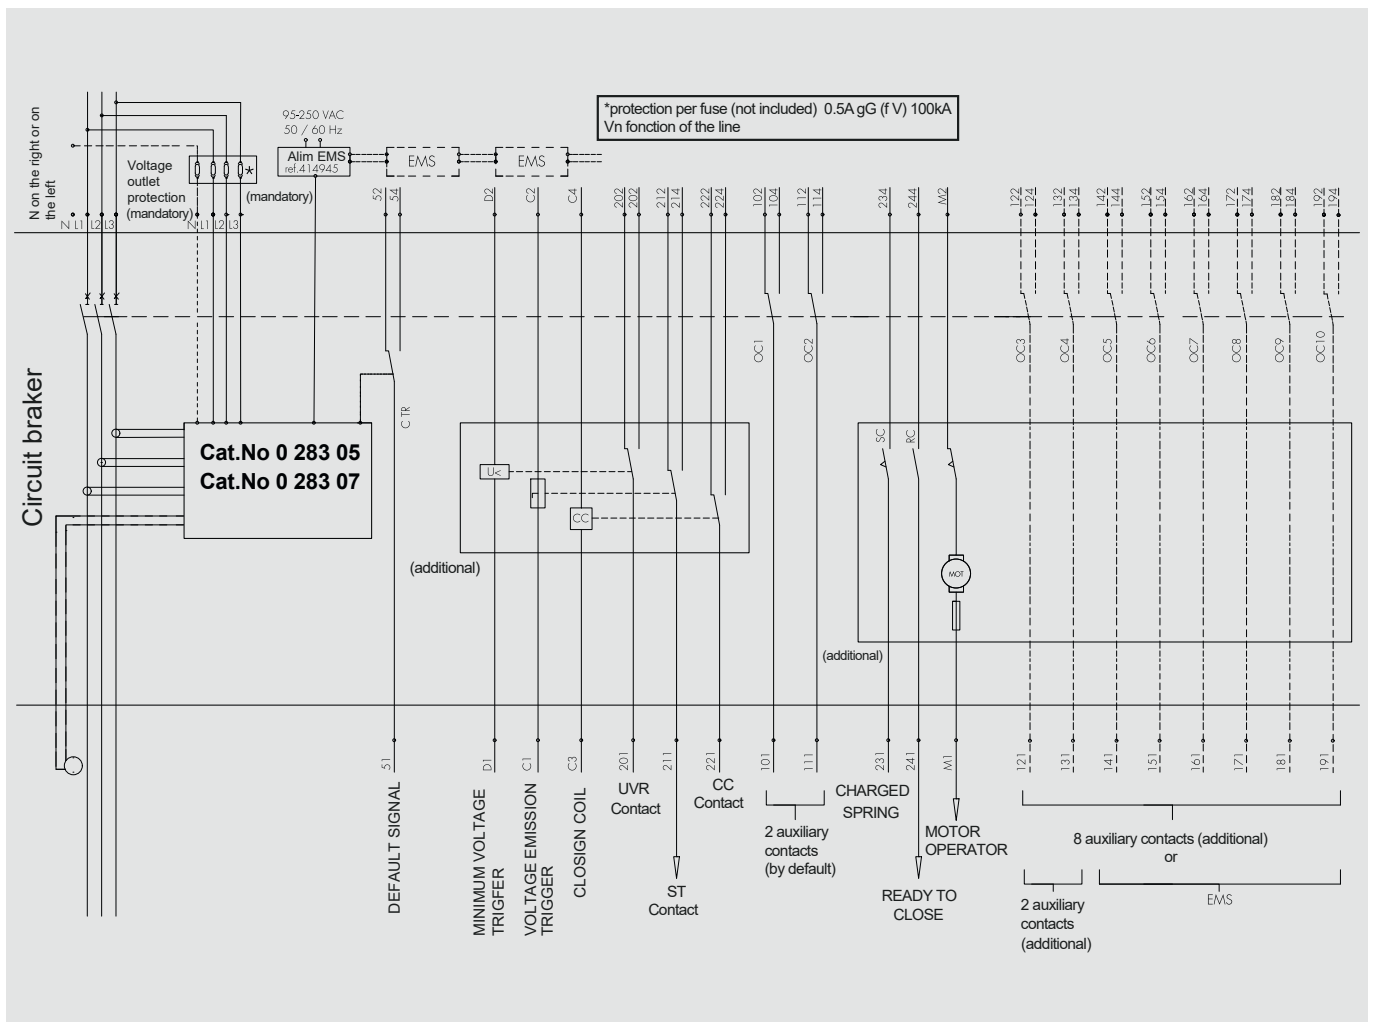 *protection per fuse (not included) 0.5A gG (f V) 100kA
Vn fonction of the line
N on the right or on
the left
Voltage
outlet
protection
(mandatory)
*
(mandatory)
95-250 VAC
50 / 60 Hz
Alim EMS
ref.414945
EMS
EMS
52
54
D2
C2
C4
202
202
212
214
222
224
102
104
112
114
234
244
M2
122
124
132
134
142
144
152
154
162
164
172
174
182
184
192
194
N L1 L2 L3
N L1 L2 L3
OC1
OC2
OC3
OC4
OC5
OC6
OC7
OC8
OC9
OC10
Circuit braker
C TR
Cat.No 0 283 05
Cat.No 0 283 07
U<
CC
SC
RC
MOT
(additional)
(additional)
51
D1
C1
C3
201
211
221
101
111
231
241
M1
121
131
141
151
161
171
181
191
DEFAULT SIGNAL
MINIMUM VOLTAGE
TRIGFER
VOLTAGE EMISSION
TRIGGER
CLOSIGN COIL
UVR
Contact
ST
Contact
CC
Contact
2 auxiliary
contacts
(by default)
CHARGED
SPRING
READY TO
CLOSE
MOTOR
OPERATOR
8 auxiliary contacts (additional)
or
2 auxiliary
contacts
(additional)
EMS